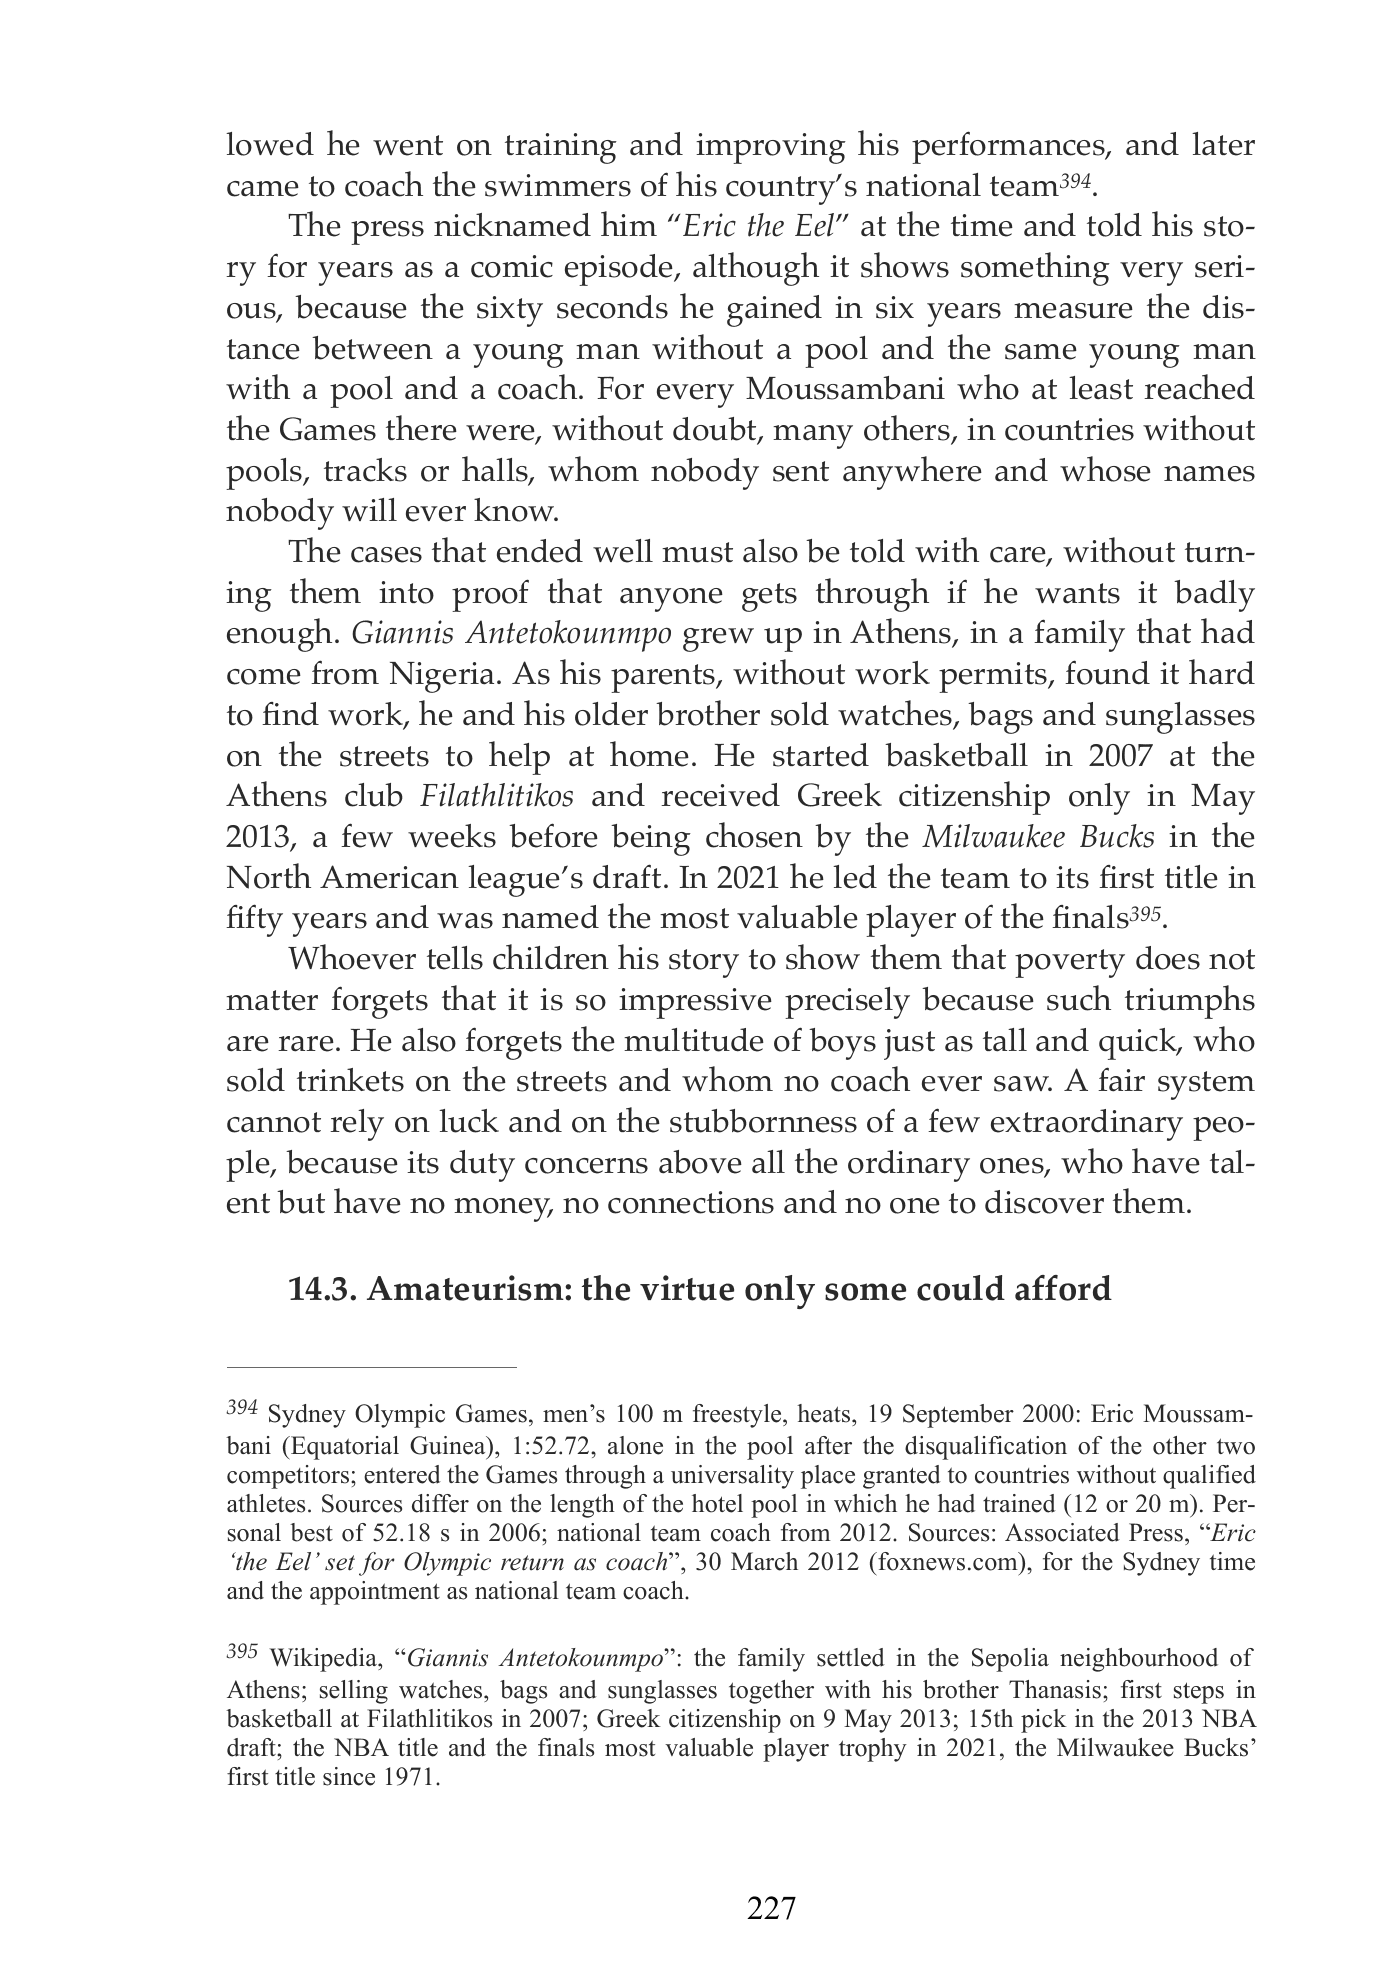 lowed he went on training and improving his performances, and later
came to coach the swimmers of his country’s national team394.
The press nicknamed him “Eric the Eel” at the time and told his sto-
ry for years as a comic episode, although it shows something very seri-
ous, because the sixty seconds he gained in six years measure the dis-
tance between a young man without a pool and the same young man
with a pool and a coach. For every Moussambani who at least reached
the Games there were, without doubt, many others, in countries without
pools, tracks or halls, whom nobody sent anywhere and whose names
nobody will ever know.
The cases that ended well must also be told with care, without turn-
ing them into proof that anyone gets through if he wants it badly
enough. Giannis Antetokounmpo grew up in Athens, in a family that had
come from Nigeria. As his parents, without work permits, found it hard
to find work, he and his older brother sold watches, bags and sunglasses
on the streets to help at home. He started basketball in 2007 at the
Athens club Filathlitikos and received Greek citizenship only in May
2013, a few weeks before being chosen by the Milwaukee Bucks in the
North American league’s draft. In 2021 he led the team to its first title in
fifty years and was named the most valuable player of the finals395.
Whoever tells children his story to show them that poverty does not
matter forgets that it is so impressive precisely because such triumphs
are rare. He also forgets the multitude of boys just as tall and quick, who
sold trinkets on the streets and whom no coach ever saw. A fair system
cannot rely on luck and on the stubbornness of a few extraordinary peo-
ple, because its duty concerns above all the ordinary ones, who have tal-
ent but have no money, no connections and no one to discover them.
14.3. Amateurism: the virtue only some could afford
394 Sydney Olympic Games, men’s 100 m freestyle, heats, 19 September 2000: Eric Moussam-
bani (Equatorial Guinea), 1:52.72, alone in the pool after the disqualification of the other two
competitors; entered the Games through a universality place granted to countries without qualified
athletes. Sources differ on the length of the hotel pool in which he had trained (12 or 20 m). Per-
sonal best of 52.18 s in 2006; national team coach from 2012. Sources: Associated Press, “Eric
‘the Eel’ set for Olympic return as coach”, 30 March 2012 (foxnews.com), for the Sydney time
and the appointment as national team coach.
395 Wikipedia, “Giannis Antetokounmpo”: the family settled in the Sepolia neighbourhood of
Athens; selling watches, bags and sunglasses together with his brother Thanasis; first steps in
basketball at Filathlitikos in 2007; Greek citizenship on 9 May 2013; 15th pick in the 2013 NBA
draft; the NBA title and the finals most valuable player trophy in 2021, the Milwaukee Bucks’
first title since 1971.
227